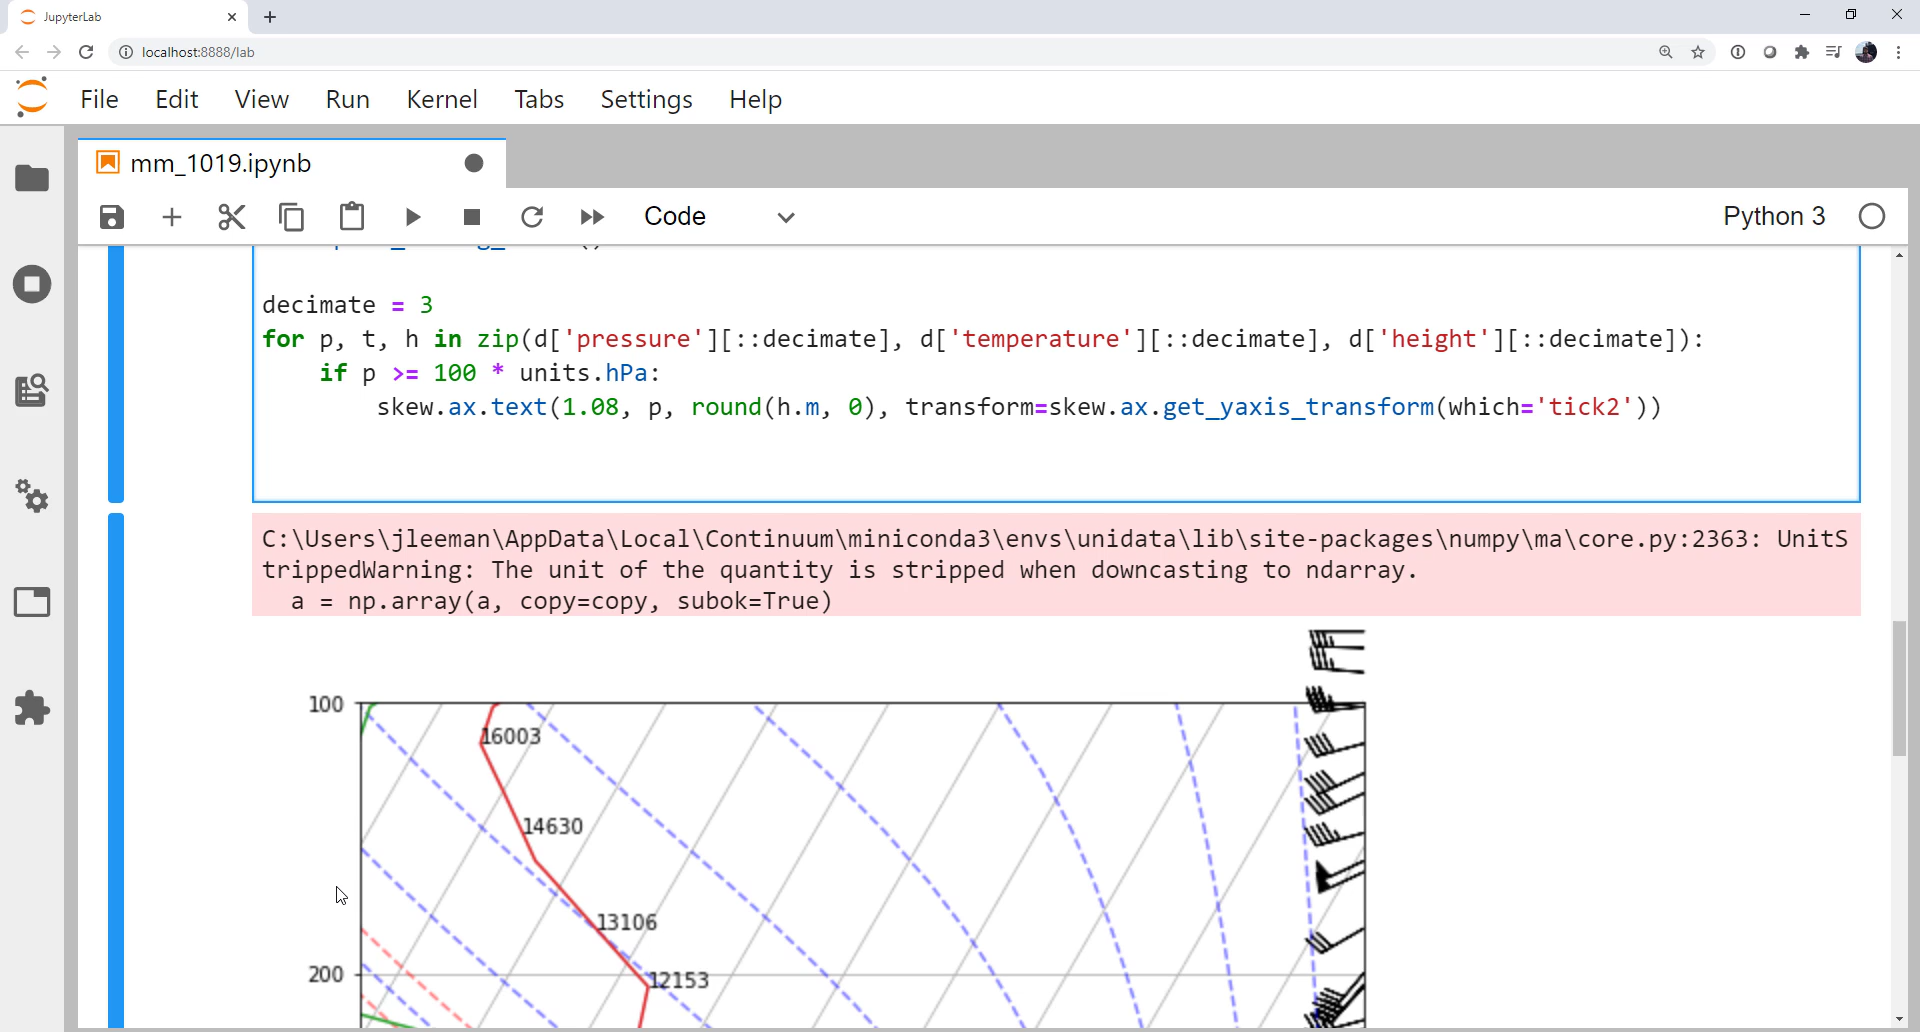 JupyterLab
localhost:8888/lab
File Edit View Run Kernel Tabs Settings Help
mm_1019.ipynb
Code
Python 3
decimate = 3
for p, t, h in zip(d['pressure'][::decimate], d['temperature'][::decimate], d['height'][::decimate]):
    if p >= 100 * units.hPa:
        skew.ax.text(1.08, p, round(h.m, 0), transform=skew.ax.get_yaxis_transform(which='tick2'))
C:\Users\jleeman\AppData\Local\Continuum\miniconda3\envs\unidata\lib\site-packages\numpy\ma\core.py:2363: UnitS
trippedWarning: The unit of the quantity is stripped when downcasting to ndarray.
  a = np.array(a, copy=copy, subok=True)
100
16003
14630
13106
200
12153